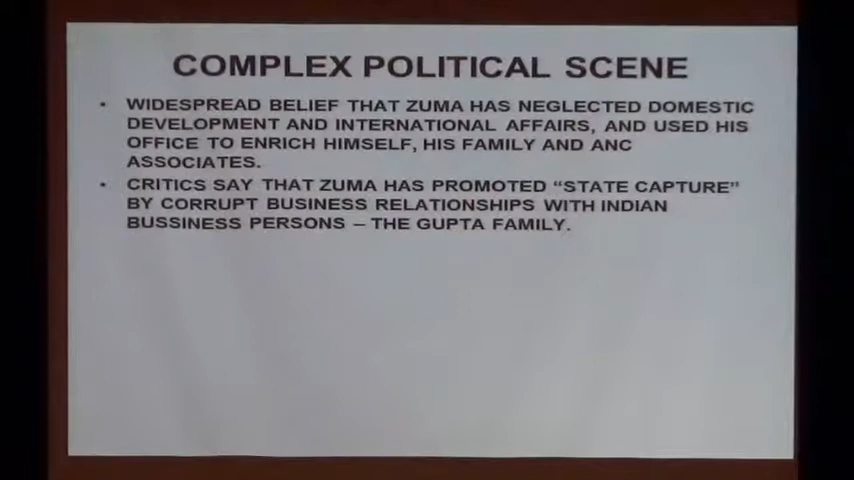 COMPLEX POLITICAL SCENE
• WIDESPREAD BELIEF THAT ZUMA HAS NEGLECTED DOMESTIC
DEVELOPMENT AND INTERNATIONAL AFFAIRS, AND USED HIS
OFFICE TO ENRICH HIMSELF, HIS FAMILY AND ANC
ASSOCIATES.
• CRITICS SAY THAT ZUMA HAS PROMOTED “STATE CAPTURE”
BY CORRUPT BUSINESS RELATIONSHIPS WITH INDIAN
BUSSINESS PERSONS – THE GUPTA FAMILY.